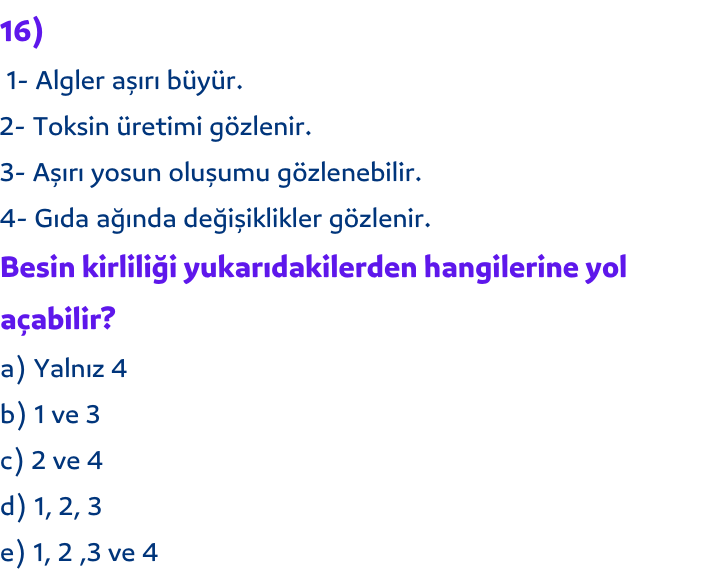 16)
1- Algler aşırı büyür.
2- Toksin üretimi gözlenir.
3- Aşırı yosun oluşumu gözlenebilir.
4- Gıda ağında değişiklikler gözlenir.
Besin kirliliği yukarıdakilerden hangilerine yol
açabilir?
a) Yalnız 4
b) 1 ve 3
c) 2 ve 4
d) 1, 2, 3
e) 1, 2 ,3 ve 4